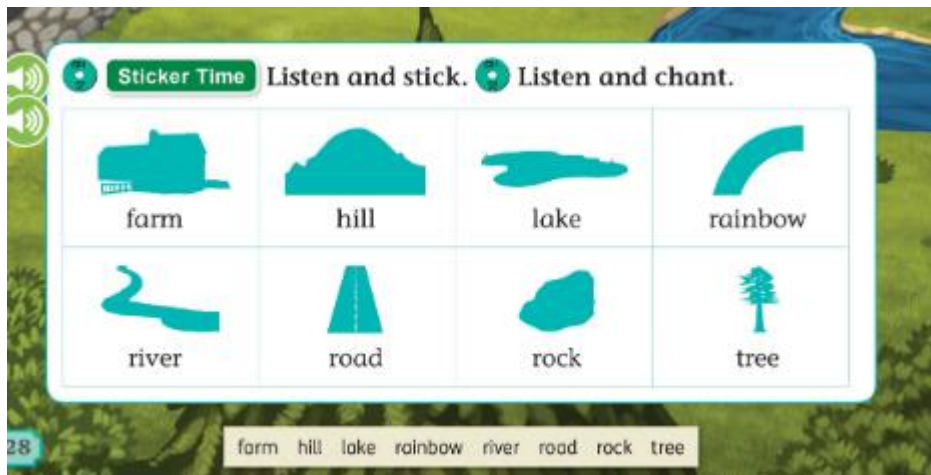 Sticker Time Listen and stick. Listen and chant.
farm hill lake rainbow
river road rock tree
28 farm hill lake rainbow river road rock tree